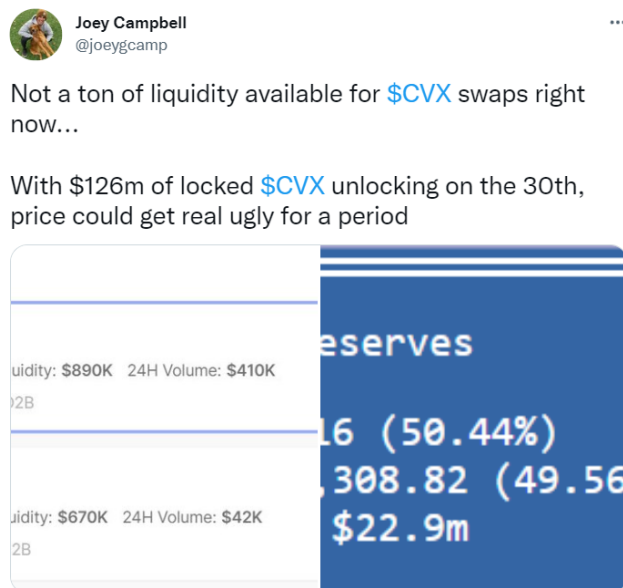 Joey Campbell
@joeygcamp
Not a ton of liquidity available for $CVX swaps right
now...
With $126m of locked $CVX unlocking on the 30th,
price could get real ugly for a period
uidity: $890K 24H Volume: $410K
2B
uidity: $670K 24H Volume: $42K
2B
eserves
16 (50.44%)
,308.82 (49.56
$22.9m